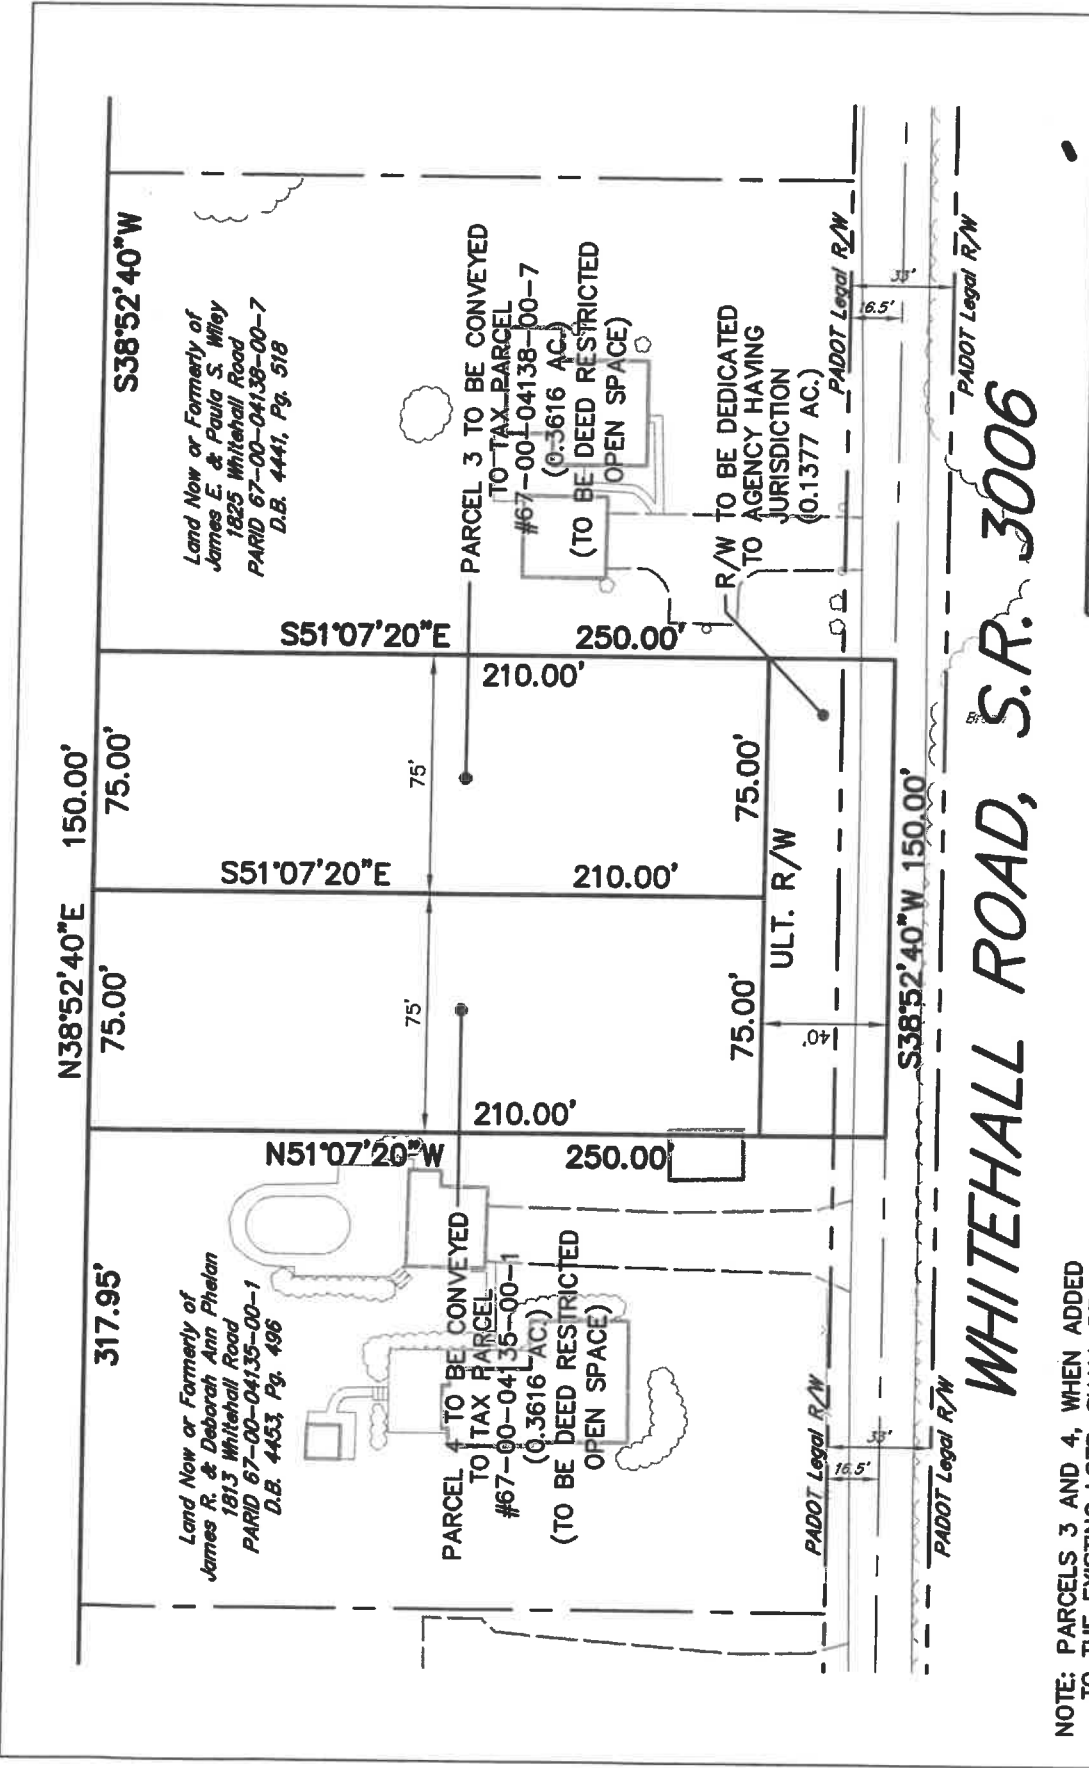 N38°52'40"E 150.00'
317.95'
75.00'
75.00'
S38°52'40"W
Land Now or Formerly of
James R. & Deborah Ann Phelan
1813 Whitehall Road
PARID 67-00-04135-00-1
D.B. 4453, Pg. 496
Land Now or Formerly of
James E. & Paula S. Wiley
1825 Whitehall Road
PARID 67-00-04138-00-7
D.B. 4441, Pg. 518
N51°07'20"W 250.00'
210.00'
S51°07'20"E 210.00'
S51°07'20"E 250.00'
210.00'
75'
75'
PARCEL 4 TO BE CONVEYED
TO TAX PARCEL
#67-00-04135-00-1
(0.3616 AC.)
(TO BE DEED RESTRICTED
OPEN SPACE)
PARCEL 3 TO BE CONVEYED
TO TAX PARCEL
#67-00-04138-00-7
(0.3616 AC.)
(TO BE DEED RESTRICTED
OPEN SPACE)
75.00'
75.00'
ULT. R/W
40'
R/W TO BE DEDICATED
TO AGENCY HAVING
JURISDICTION
(0.1377 AC.)
PADOT Legal R/W
PADOT Legal R/W
16.5'
33'
16.5'
33'
S38°52'40"W 150.00'
PADOT Legal R/W
PADOT Legal R/W
WHITEHALL ROAD, S.R. 3006
NOTE: PARCELS 3 AND 4, WHEN ADDED
TO THE EXISTING LOTS